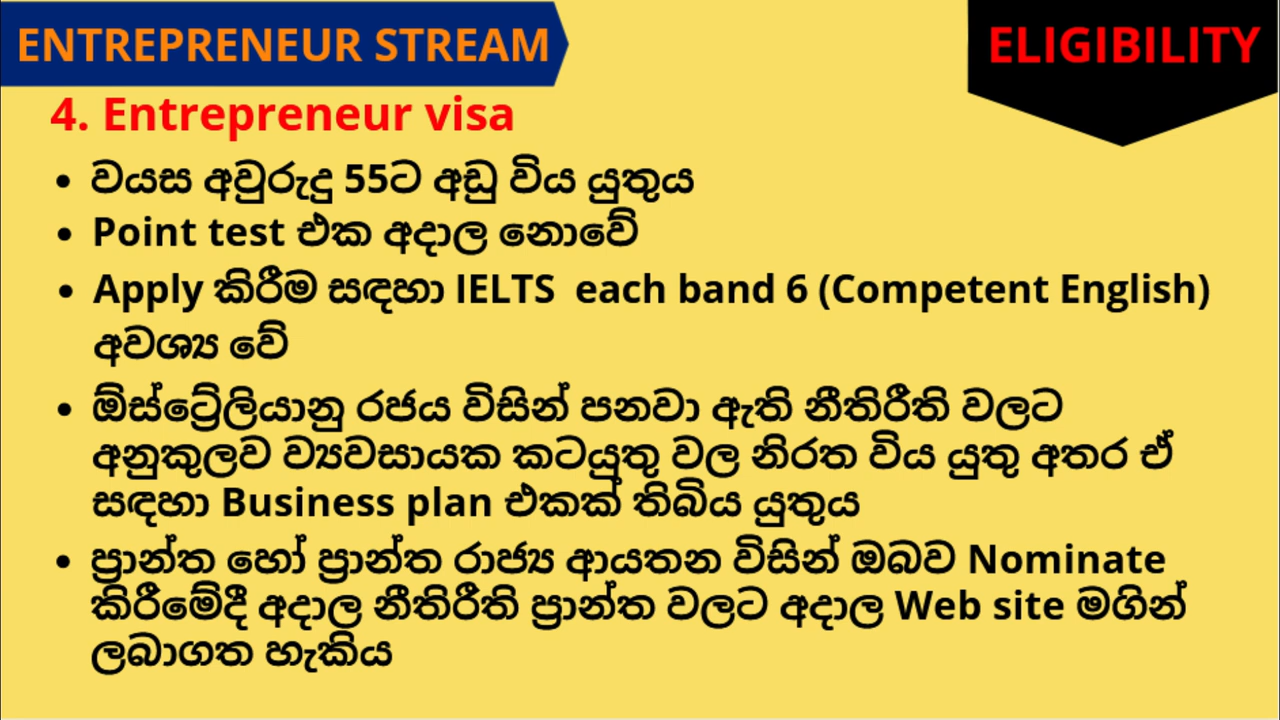 ENTREPRENEUR STREAM
ELIGIBILITY
4. Entrepreneur visa
• වයස අවුරුදු 55ට අඩු විය යුතුය
• Point test එක අදාල නොවේ
• Apply කිරීම සඳහා IELTS each band 6 (Competent English)
අවශ්‍ය වේ
• ඕස්ට්‍රේලියානු රජය විසින් පනවා ඇති නීතිරීති වලට
අනුකුලව ව්‍යවසායක කටයුතු වල නිරත විය යුතු අතර ඒ
සඳහා Business plan එකක් තිබිය යුතුය
• ප්‍රාන්ත හෝ ප්‍රාන්ත රාජ්‍ය ආයතන විසින් ඔබව Nominate
කිරීමේදී අදාල නීතිරීති ප්‍රාන්ත වලට අදාල Web site මගින්
ලබාගත හැකිය